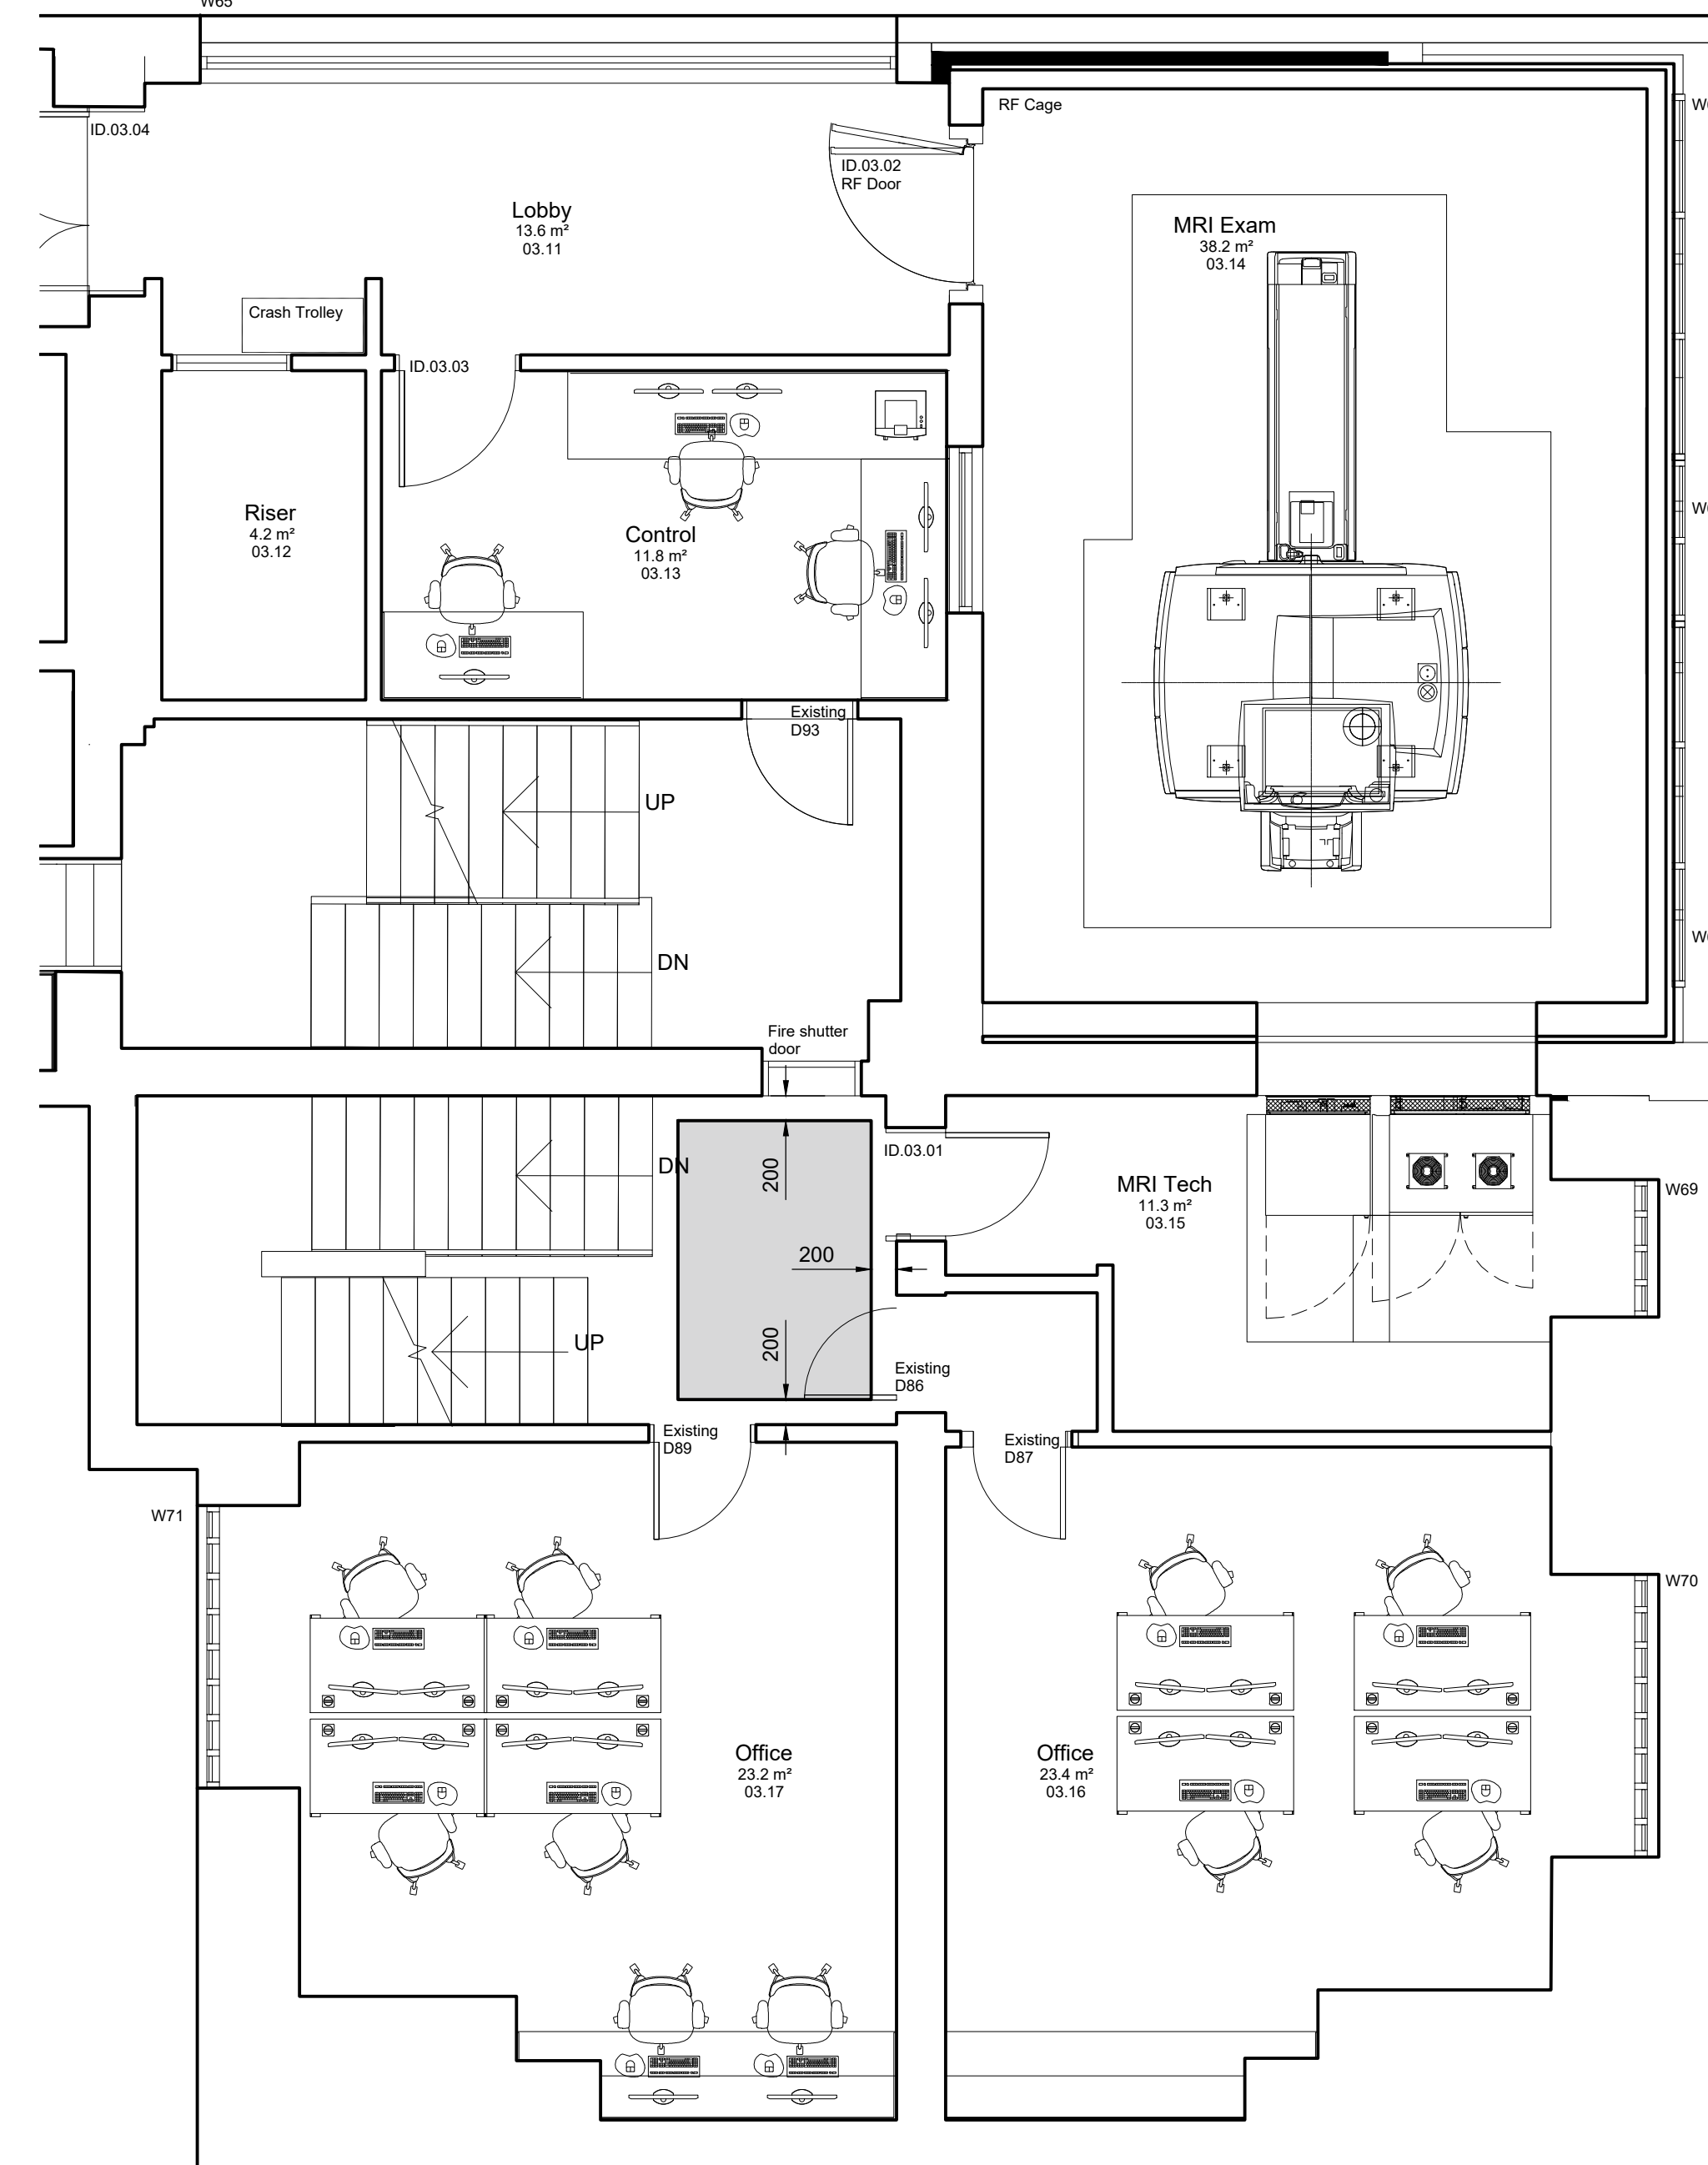 W65
ID.03.04
RF Cage
ID.03.02
RF Door
Lobby
13.6 m²
03.11
MRI Exam
38.2 m²
03.14
Crash Trolley
ID.03.03
Riser
4.2 m²
03.12
Control
11.8 m²
03.13
Existing
D93
UP
DN
Fire shutter
door
ID.03.01
DN
200
MRI Tech
11.3 m²
03.15
W69
200
UP
200
Existing
D86
Existing
D89
Existing
D87
W71
W70
Office
23.2 m²
03.17
Office
23.4 m²
03.16